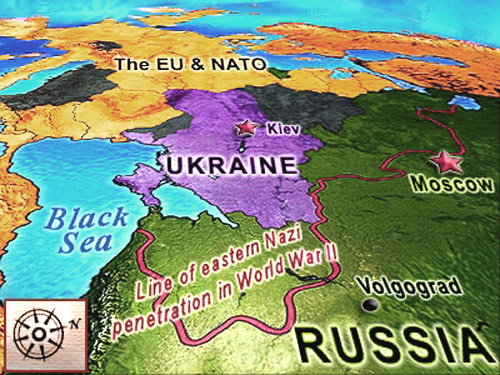 The EU & NATO
Kiev
UKRAINE
Moscow
Black
Sea
Line of eastern Nazi
penetration in World War II
Volgograd
RUSSIA
N